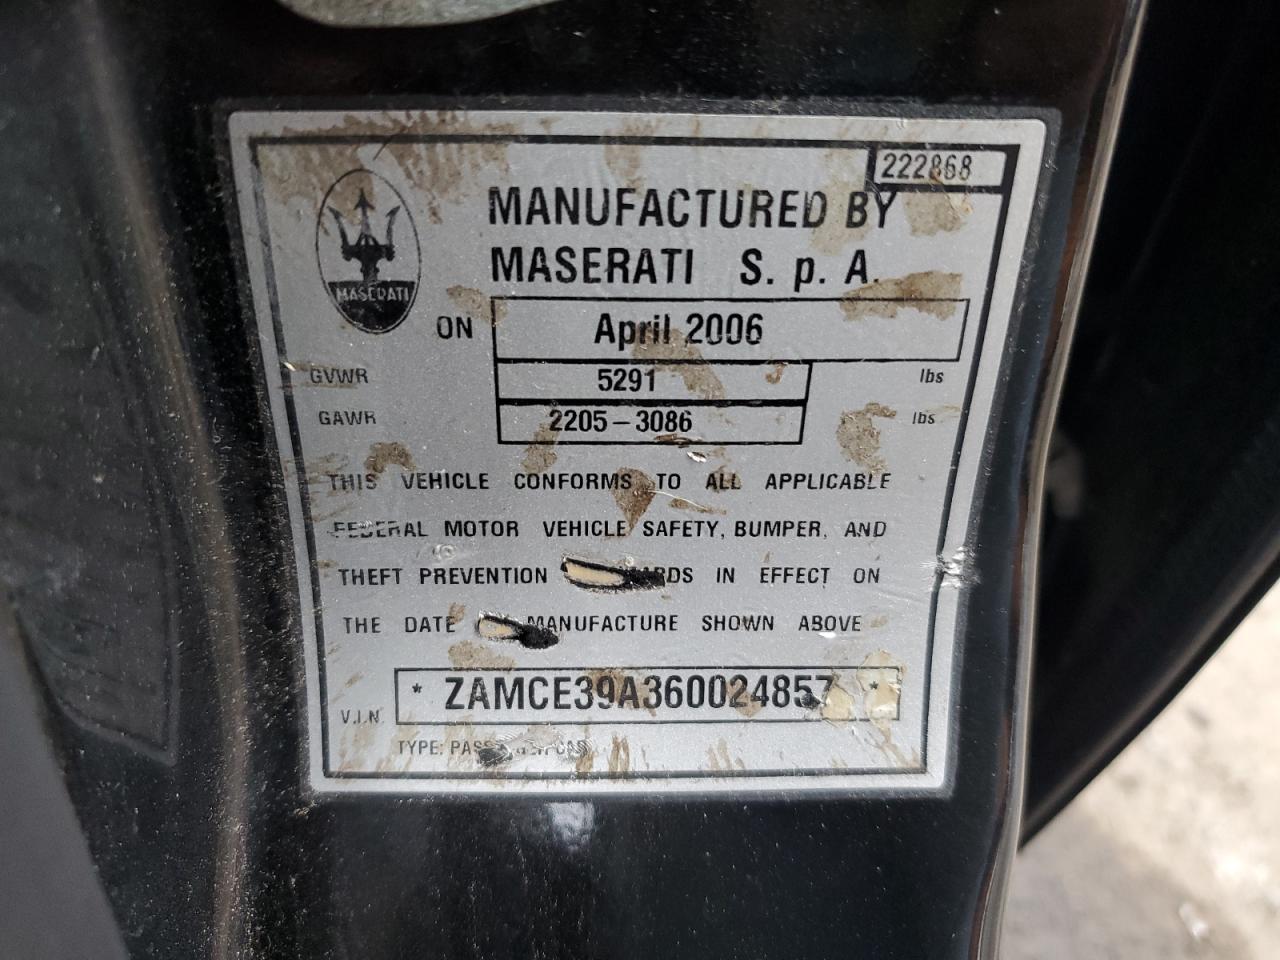 222868
MANUFACTURED BY
MASERATI S. p. A.
MASERATI
ON April 2006
GVWR 5291 lbs
GAWR 2205-3086 lbs
THIS VEHICLE CONFORMS TO ALL APPLICABLE
FEDERAL MOTOR VEHICLE SAFETY, BUMPER, AND
THEFT PREVENTION IN EFFECT ON
THE DATE MANUFACTURE SHOWN ABOVE
V.I.N. * ZAMCE39A360024857 *
TYPE: